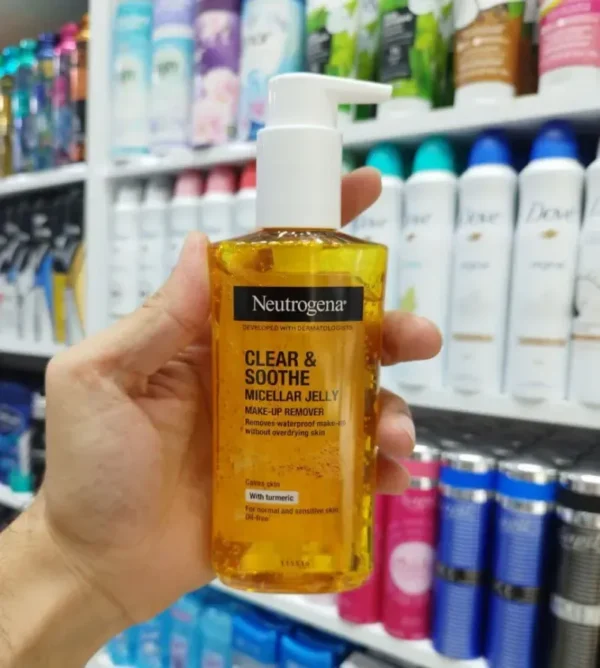 Neutrogena®
DEVELOPED WITH DERMATOLOGISTS
CLEAR &
SOOTHE
MICELLAR JELLY
MAKE-UP REMOVER
Removes waterproof make-up
without overdrying skin
Calms skin
With turmeric
For normal and sensitive skin
Oil-free
Dove
Dove
Dove